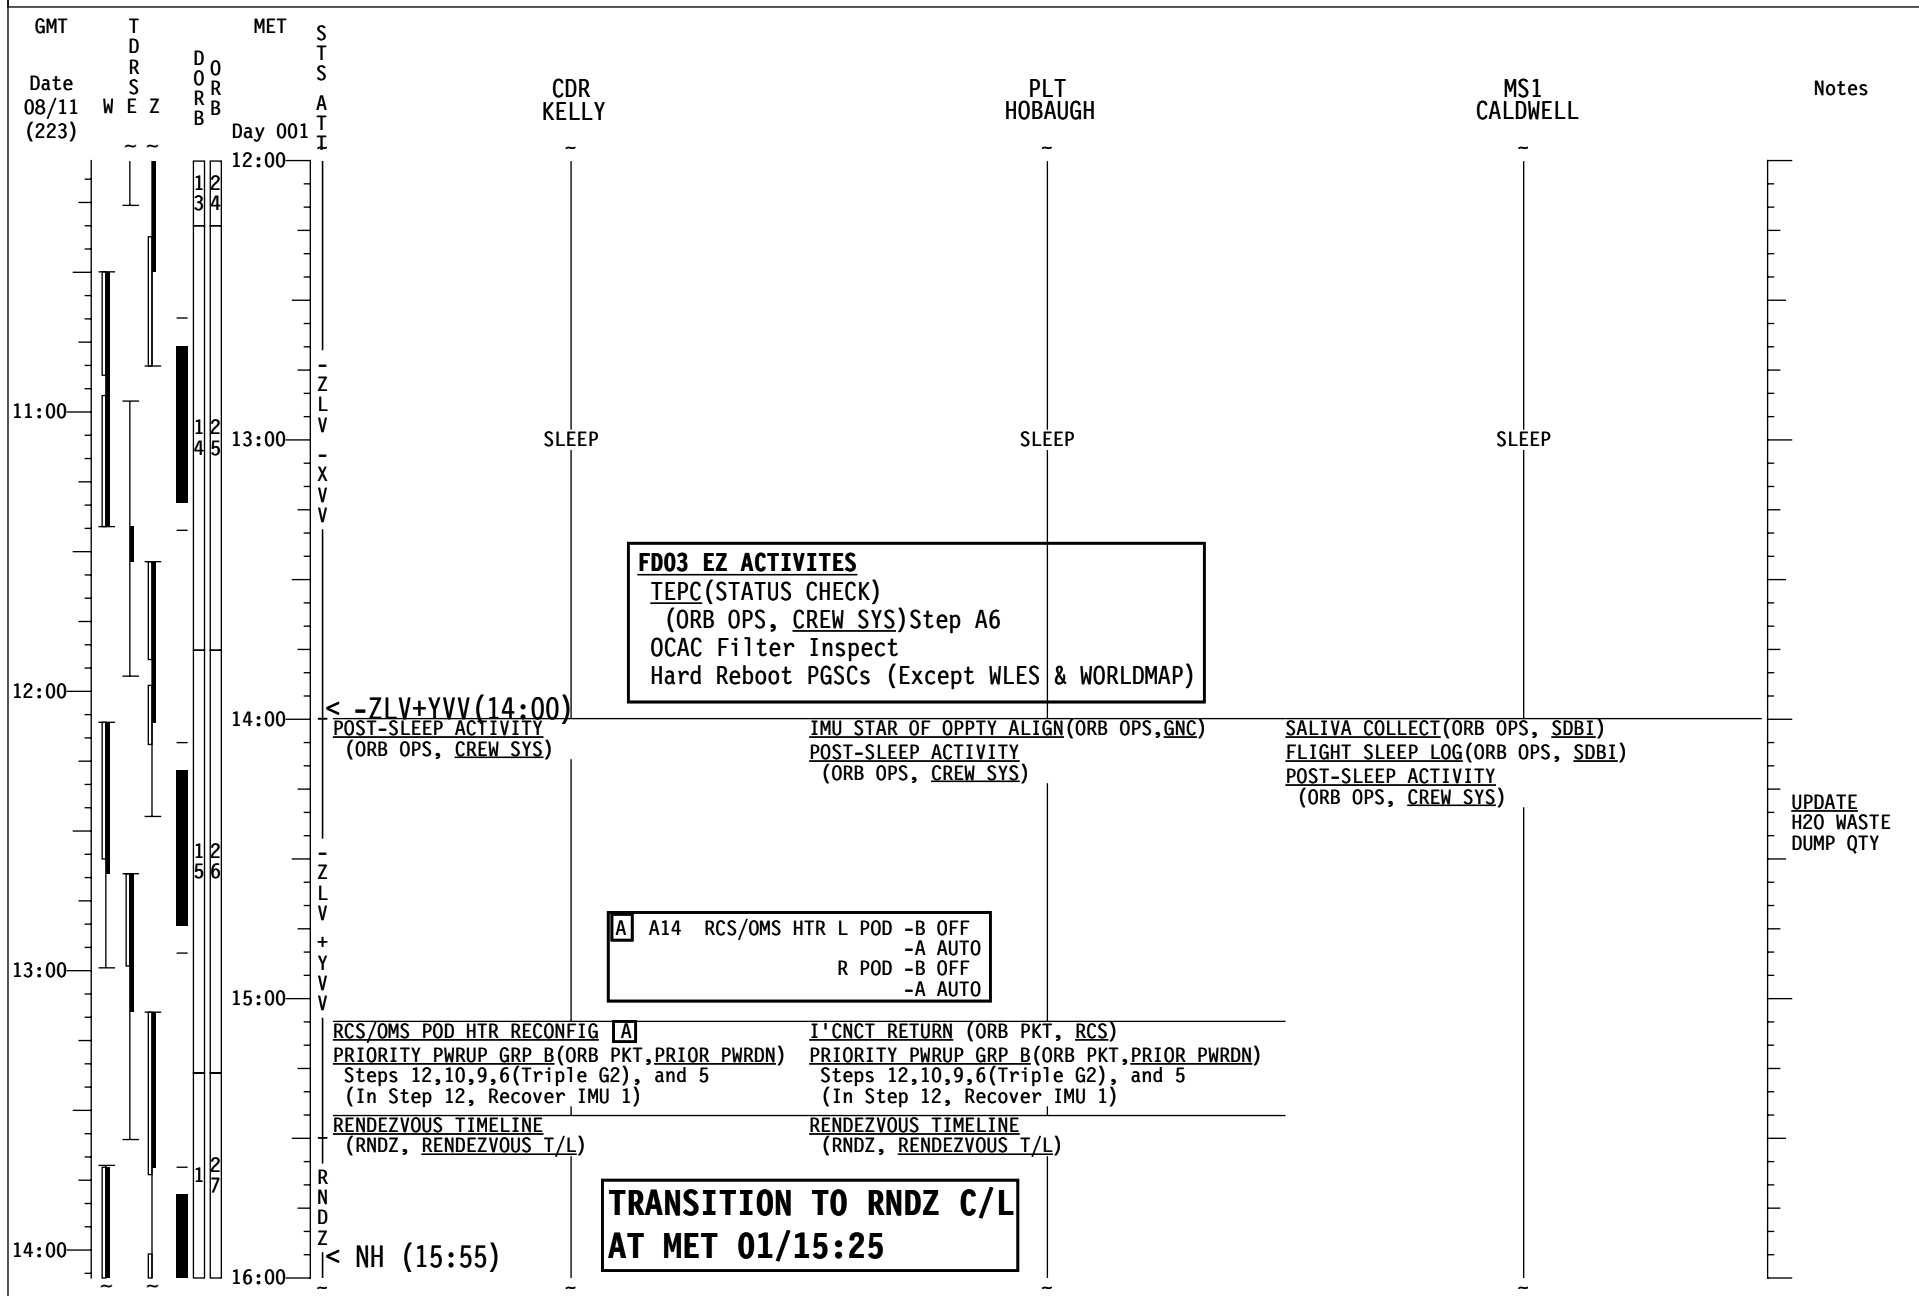 GMT
TDRS
DORB
ORB
MET
STS ATT
Date
08/11
(223)
W E Z
Day 001
CDR
KELLY
PLT
HOBAUGH
MS1
CALDWELL
Notes
~ ~ ~ ~ ~
12:00
13 24
-ZLV
-XVV
11:00
14 25
13:00
SLEEP SLEEP SLEEP
FD03 EZ ACTIVITES
TEPC(STATUS CHECK)
(ORB OPS, CREW SYS)Step A6
OCAC Filter Inspect
Hard Reboot PGSCs (Except WLES & WORLDMAP)
12:00
< -ZLV+YVV(14:00)
14:00
POST-SLEEP ACTIVITY
(ORB OPS, CREW SYS)
IMU STAR OF OPPTY ALIGN(ORB OPS,GNC)
POST-SLEEP ACTIVITY
(ORB OPS, CREW SYS)
SALIVA COLLECT(ORB OPS, SDBI)
FLIGHT SLEEP LOG(ORB OPS, SDBI)
POST-SLEEP ACTIVITY
(ORB OPS, CREW SYS)
UPDATE
H2O WASTE
DUMP QTY
15 26
-ZLV
+YVV
A A14 RCS/OMS HTR L POD -B OFF
-A AUTO
R POD -B OFF
-A AUTO
13:00
15:00
RCS/OMS POD HTR RECONFIG A
PRIORITY PWRUP GRP B(ORB PKT,PRIOR PWRDN)
Steps 12,10,9,6(Triple G2), and 5
(In Step 12, Recover IMU 1)
RENDEZVOUS TIMELINE
(RNDZ, RENDEZVOUS T/L)
I'CNCT RETURN (ORB PKT, RCS)
PRIORITY PWRUP GRP B(ORB PKT,PRIOR PWRDN)
Steps 12,10,9,6(Triple G2), and 5
(In Step 12, Recover IMU 1)
RENDEZVOUS TIMELINE
(RNDZ, RENDEZVOUS T/L)
1 27
RNDZ
TRANSITION TO RNDZ C/L
AT MET 01/15:25
14:00
< NH (15:55)
16:00
~ ~ ~ ~ ~ ~